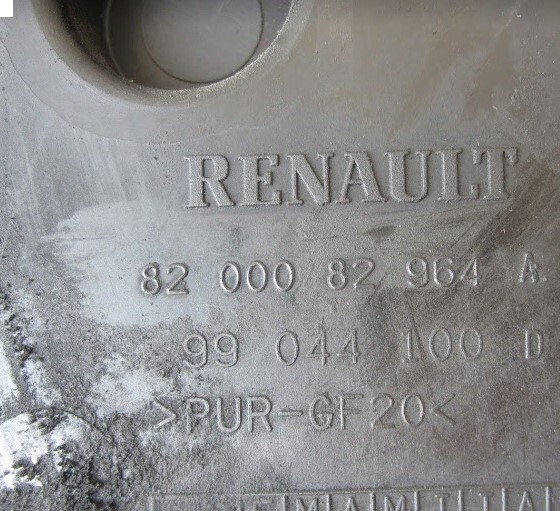 RENAULT
82 000 82 964 A
99 044 100 D
>PUR-GF20<
J F M A M J J A